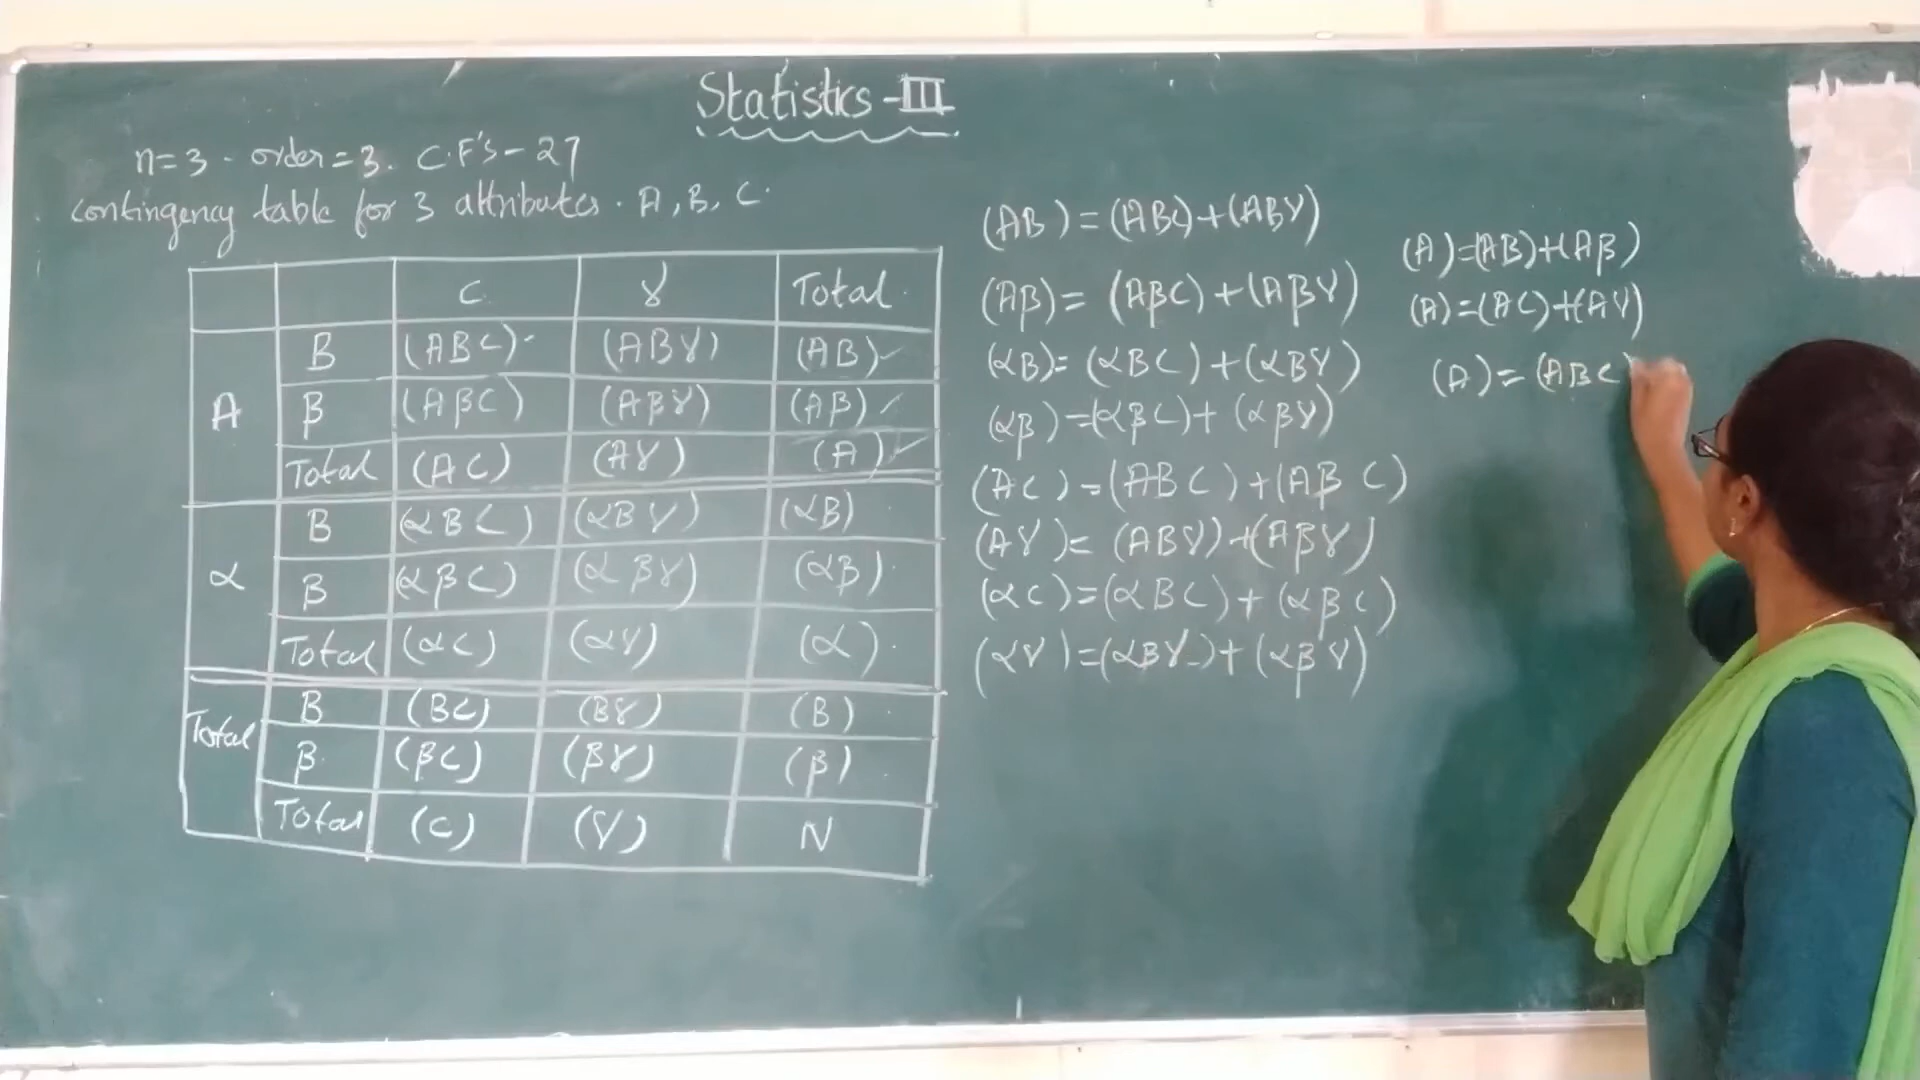 Statistics-III
n=3 - order=3. C.F's-27
contingency table for 3 attributes. A, B, C.
C γ Total
A B (ABC) (ABγ) (AB)
β (AβC) (Aβγ) (Aβ)
Total (AC) (Aγ) (A)
α B (αBC) (αBγ) (αB)
β (αβC) (αβγ) (αβ)
Total (αC) (αγ) (α)
Total B (BC) (Bγ) (B)
β (βC) (βγ) (β)
Total (C) (γ) N
(AB)=(ABC)+(ABγ)
(Aβ)=(AβC)+(Aβγ)
(αB)=(αBC)+(αBγ)
(αβ)=(αβC)+(αβγ)
(AC)=(ABC)+(AβC)
(Aγ)=(ABγ)+(Aβγ)
(αC)=(αBC)+(αβC)
(αγ)=(αBγ)+(αβγ)
(A)=(AB)+(Aβ)
(A)=(AC)+(Aγ)
(A)=(ABC)